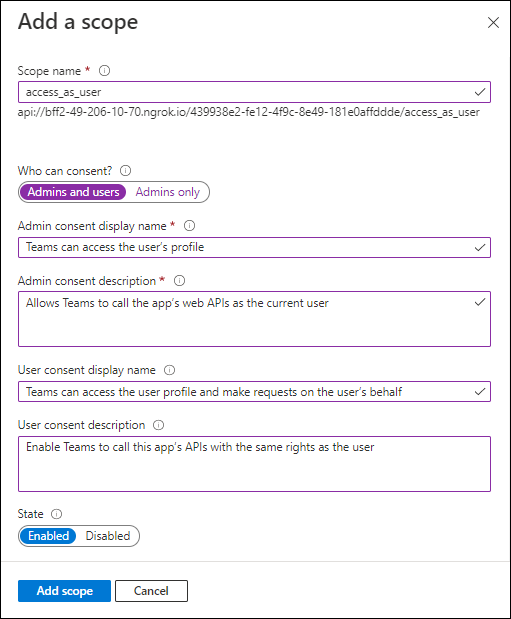 Add a scope
Scope name *
access_as_user
api://bff2-49-206-10-70.ngrok.io/439938e2-fe12-4f9c-8e49-181e0affddde/access_as_user
Who can consent?
Admins and users Admins only
Admin consent display name *
Teams can access the user's profile
Admin consent description *
Allows Teams to call the app's web APIs as the current user
User consent display name
Teams can access the user profile and make requests on the user's behalf
User consent description
Enable Teams to call this app's APIs with the same rights as the user
State
Enabled Disabled
Add scope Cancel